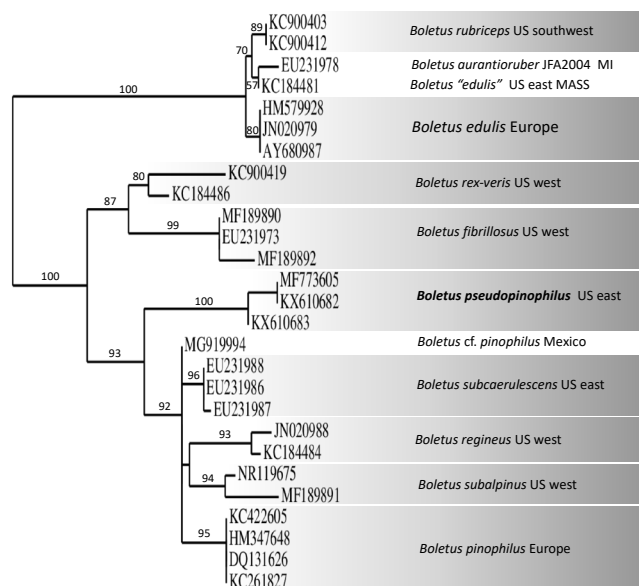 89 KC900403
KC900412
Boletus rubriceps US southwest
70
EU231978 Boletus aurantioruber JFA2004 MI
57 KC184481 Boletus "edulis" US east MASS
100
HM579928
80 JN020979 Boletus edulis Europe
AY680987
80 KC900419
KC184486
Boletus rex-veris US west
87
MF189890
99 EU231973 Boletus fibrillosus US west
MF189892
100
MF773605
100 KX610682 Boletus pseudopinophilus US east
KX610683
93
MG919994 Boletus cf. pinophilus Mexico
EU231988
96 EU231986 Boletus subcaerulescens US east
EU231987
92
JN020988
93 KC184484
Boletus regineus US west
NR119675
94 MF189891
Boletus subalpinus US west
KC422605
95 HM347648
DQ131626
KC261827
Boletus pinophilus Europe